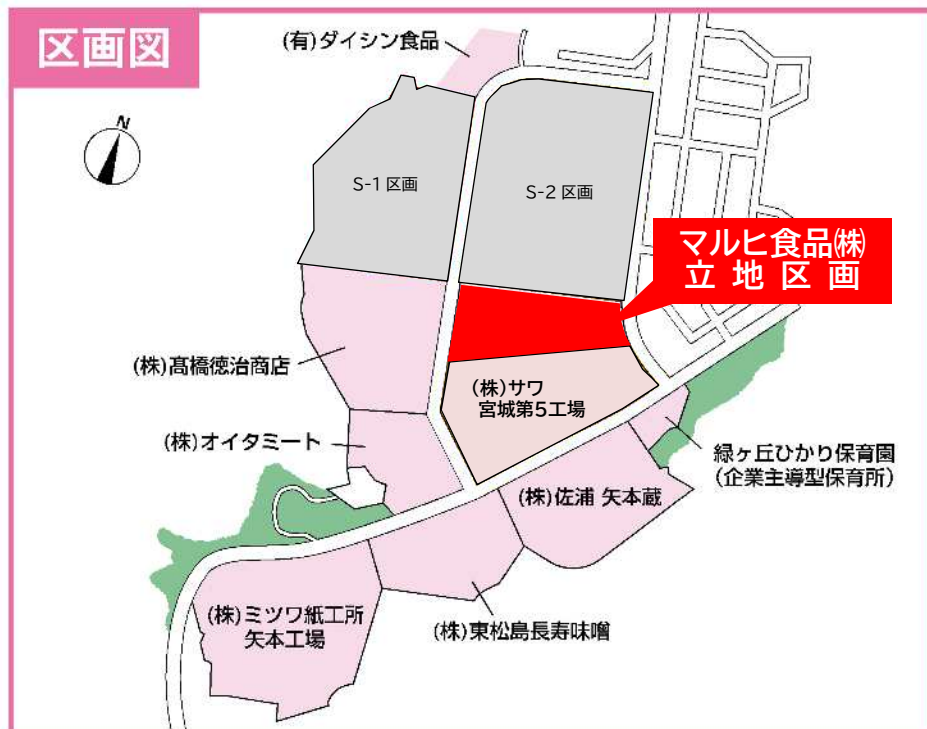 区画図
(有)ダイシン食品
N
S-1 区画
S-2 区画
マルヒ食品㈱
立地区画
(株)髙橋徳治商店
(株)サワ
宮城第5工場
(株)オイタミート
緑ヶ丘ひかり保育園
(企業主導型保育所)
(株)佐浦 矢本蔵
(株)ミツワ紙工所
矢本工場
(株)東松島長寿味噌